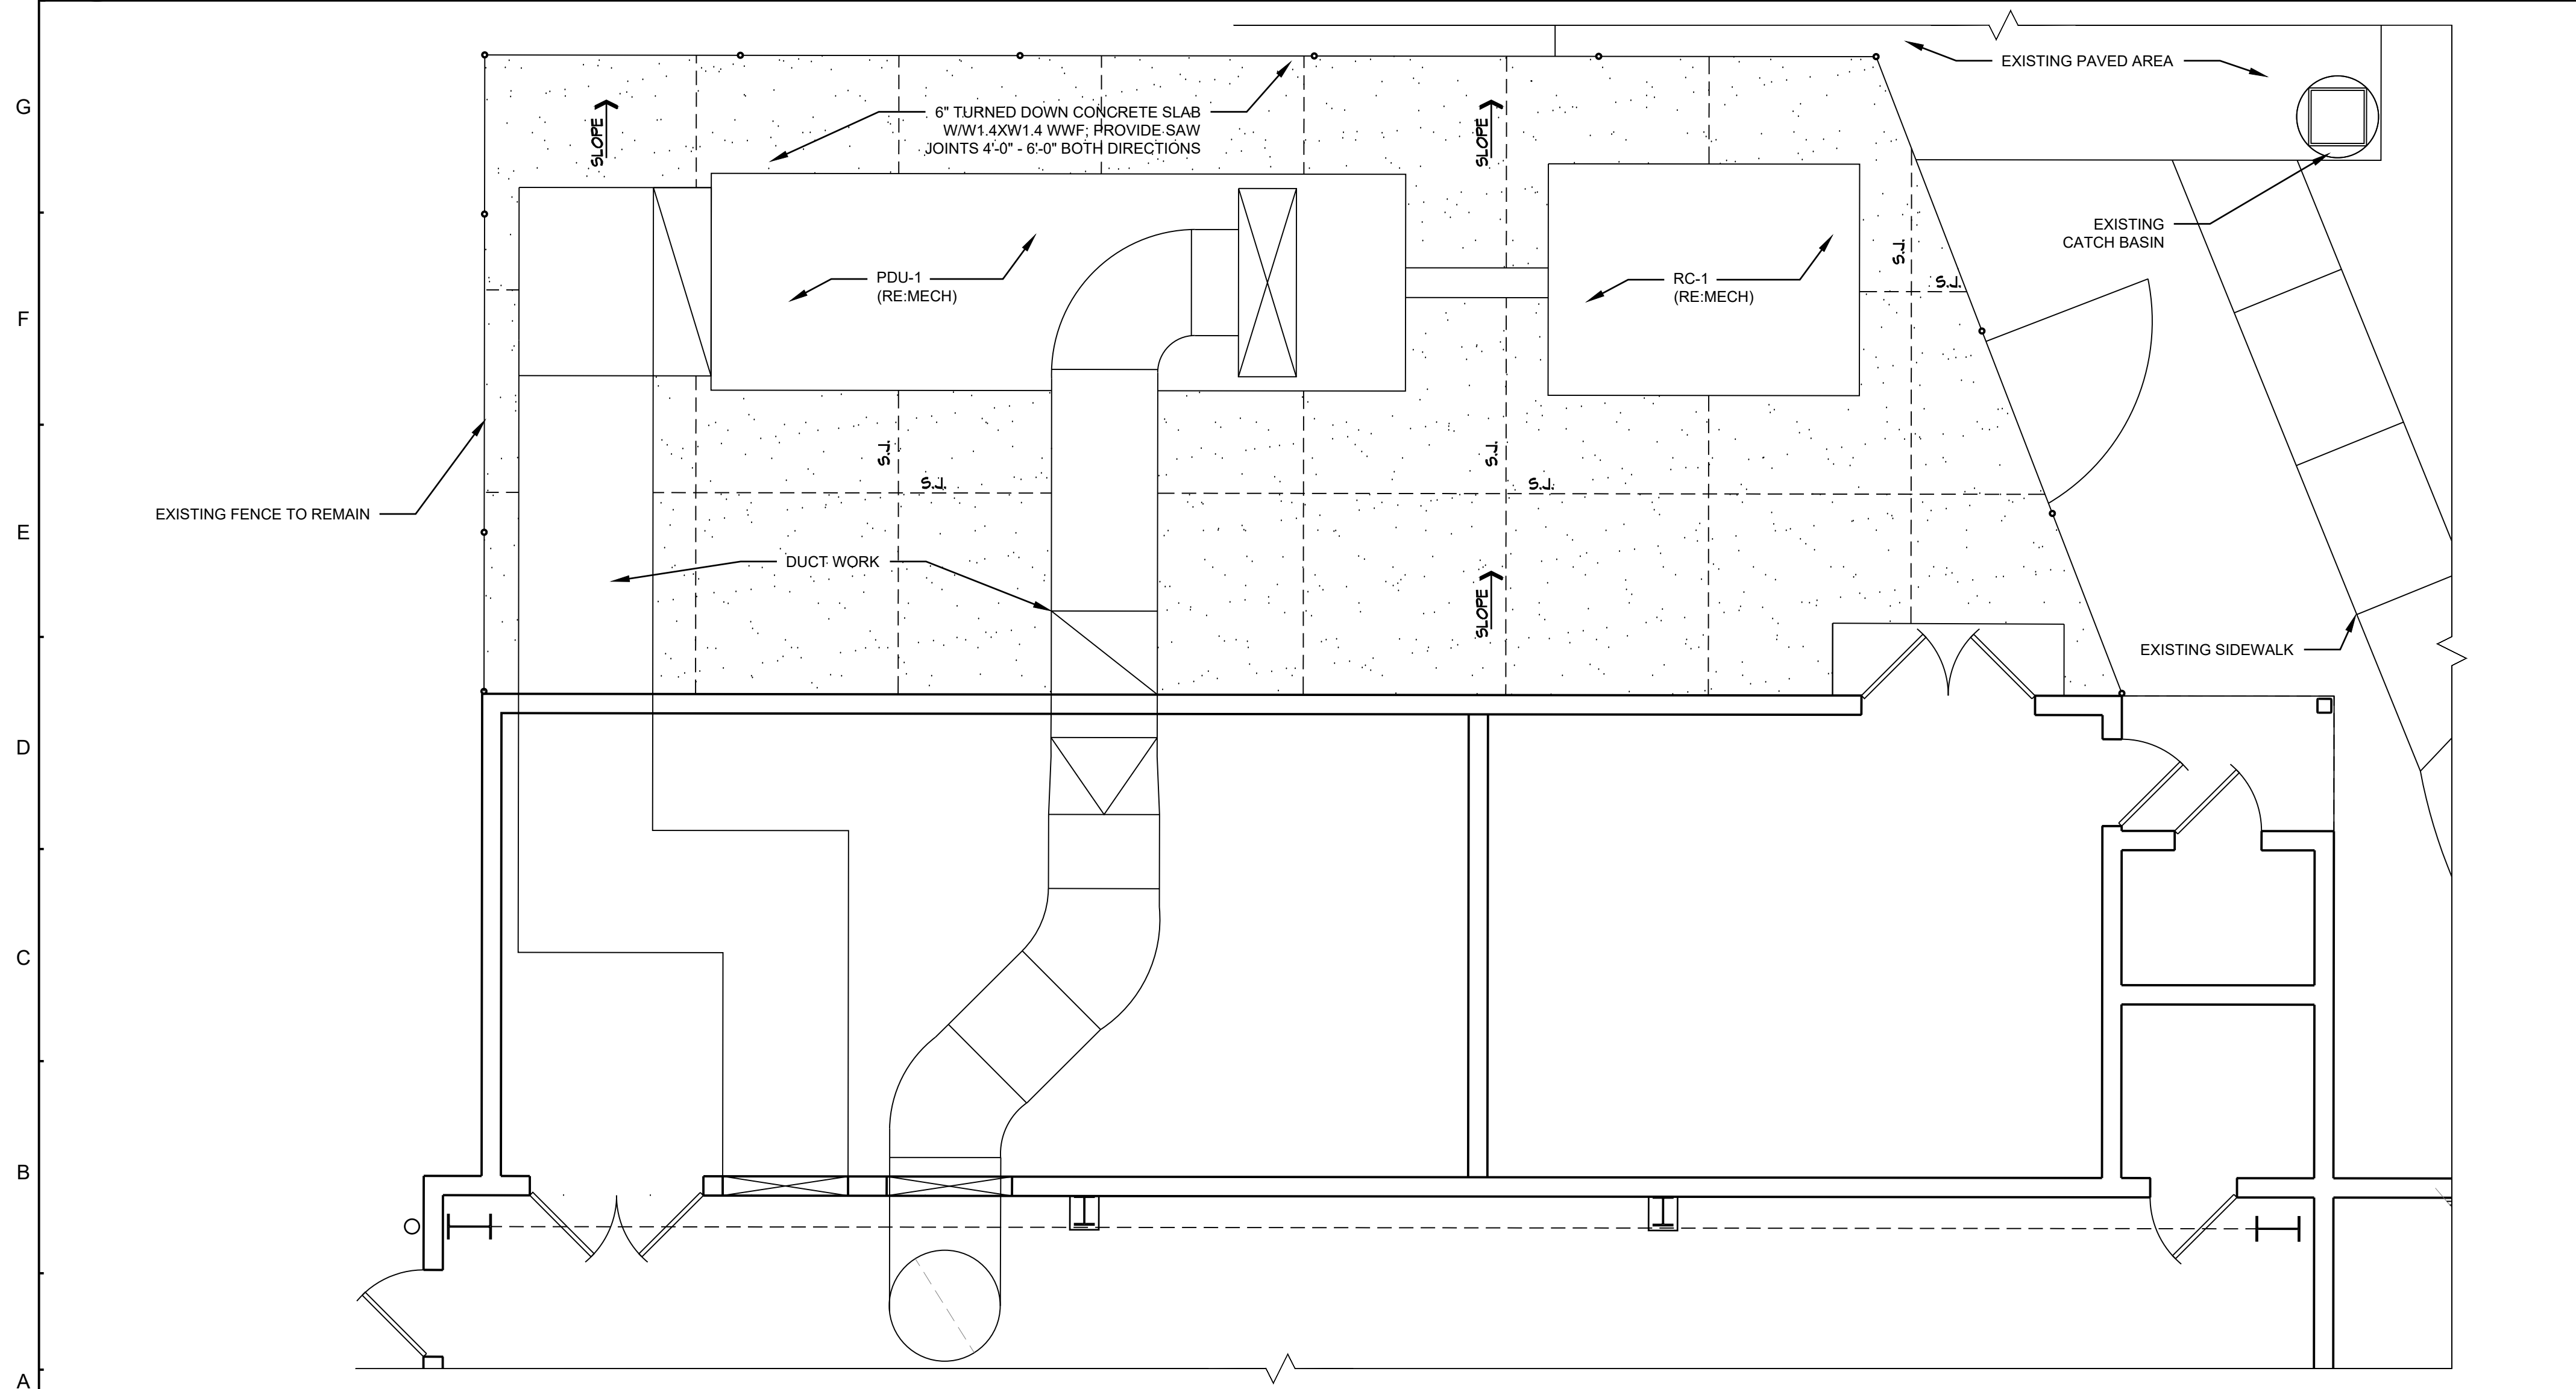 G
EXISTING PAVED AREA
6" TURNED DOWN CONCRETE SLAB
W/W1.4XW1.4 WWF; PROVIDE SAW
JOINTS 4'-0" - 6'-0" BOTH DIRECTIONS
SLOPE
SLOPE
EXISTING
CATCH BASIN
S.J.
S.J.
PDU-1
(RE:MECH)
RC-1
(RE:MECH)
F
S.J.
S.J.
S.J.
S.J.
EXISTING FENCE TO REMAIN
E
DUCT WORK
SLOPE
EXISTING SIDEWALK
D
C
B
A